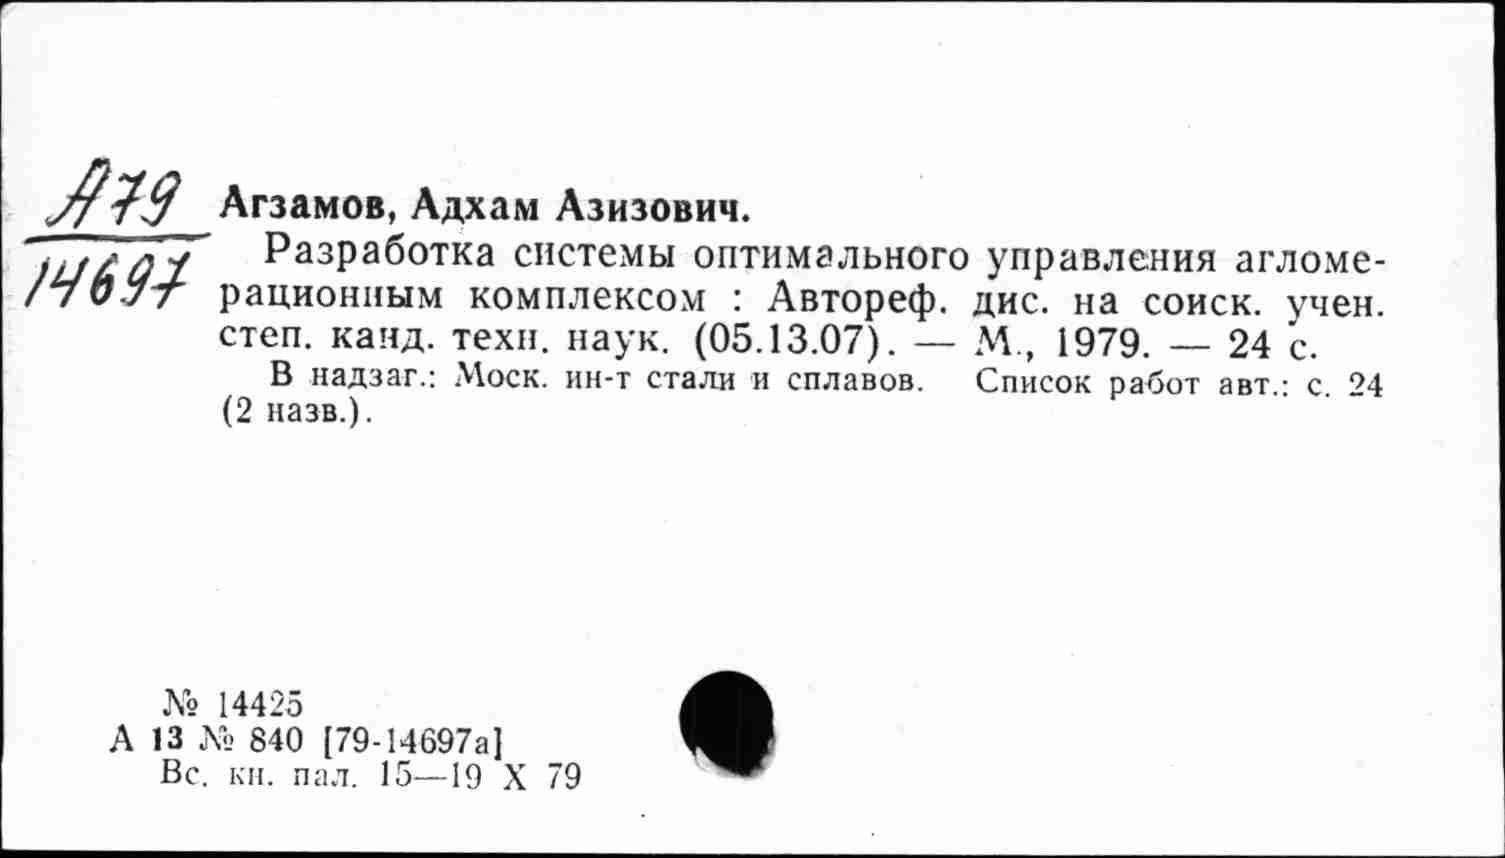 А79
14697
Агзамов, Адхам Азизович.
Разработка системы оптимального управления агломе-
рационным комплексом : Автореф. дис. на соиск. учен.
степ. канд. техн. наук. (05.13.07). — М., 1979. — 24 с.
В надзаг.: Моск. ин-т стали и сплавов. Список работ авт.: с. 24
(2 назв.).
№ 14425
А 13 № 840 [79-14697а]
Вс. кн. пал. 15—19 X 79